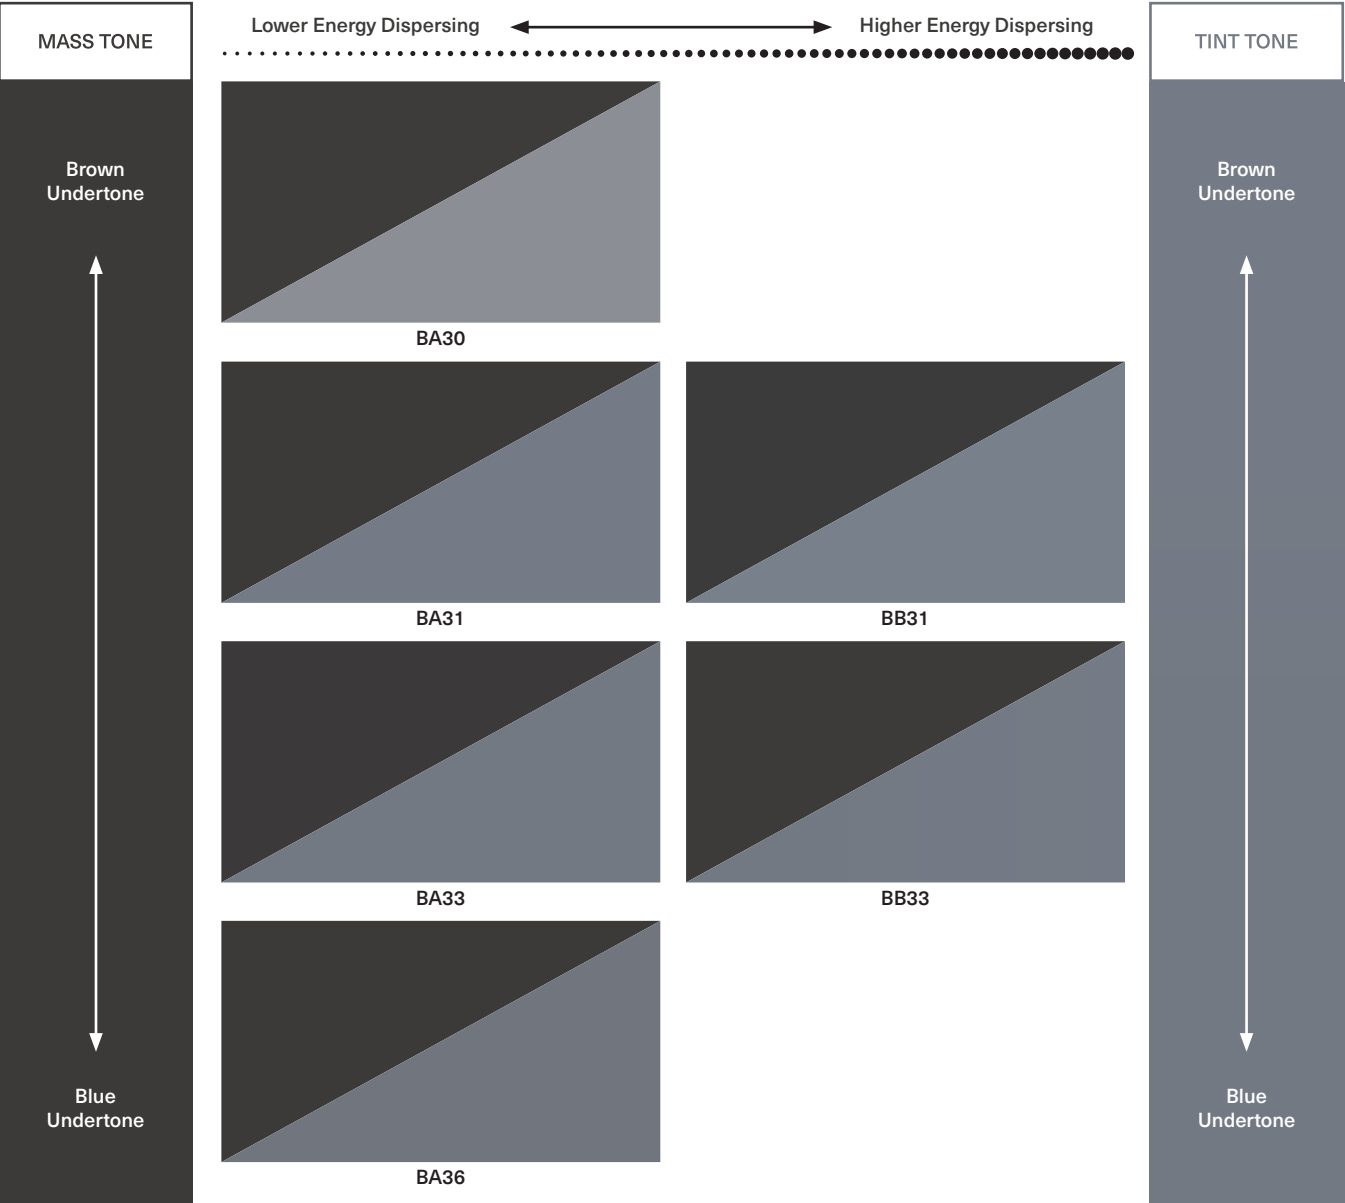 MASS TONE
Lower Energy Dispersing
Higher Energy Dispersing
TINT TONE
Brown
Undertone
Brown
Undertone
BA30
BA31
BB31
BA33
BB33
Blue
Undertone
Blue
Undertone
BA36